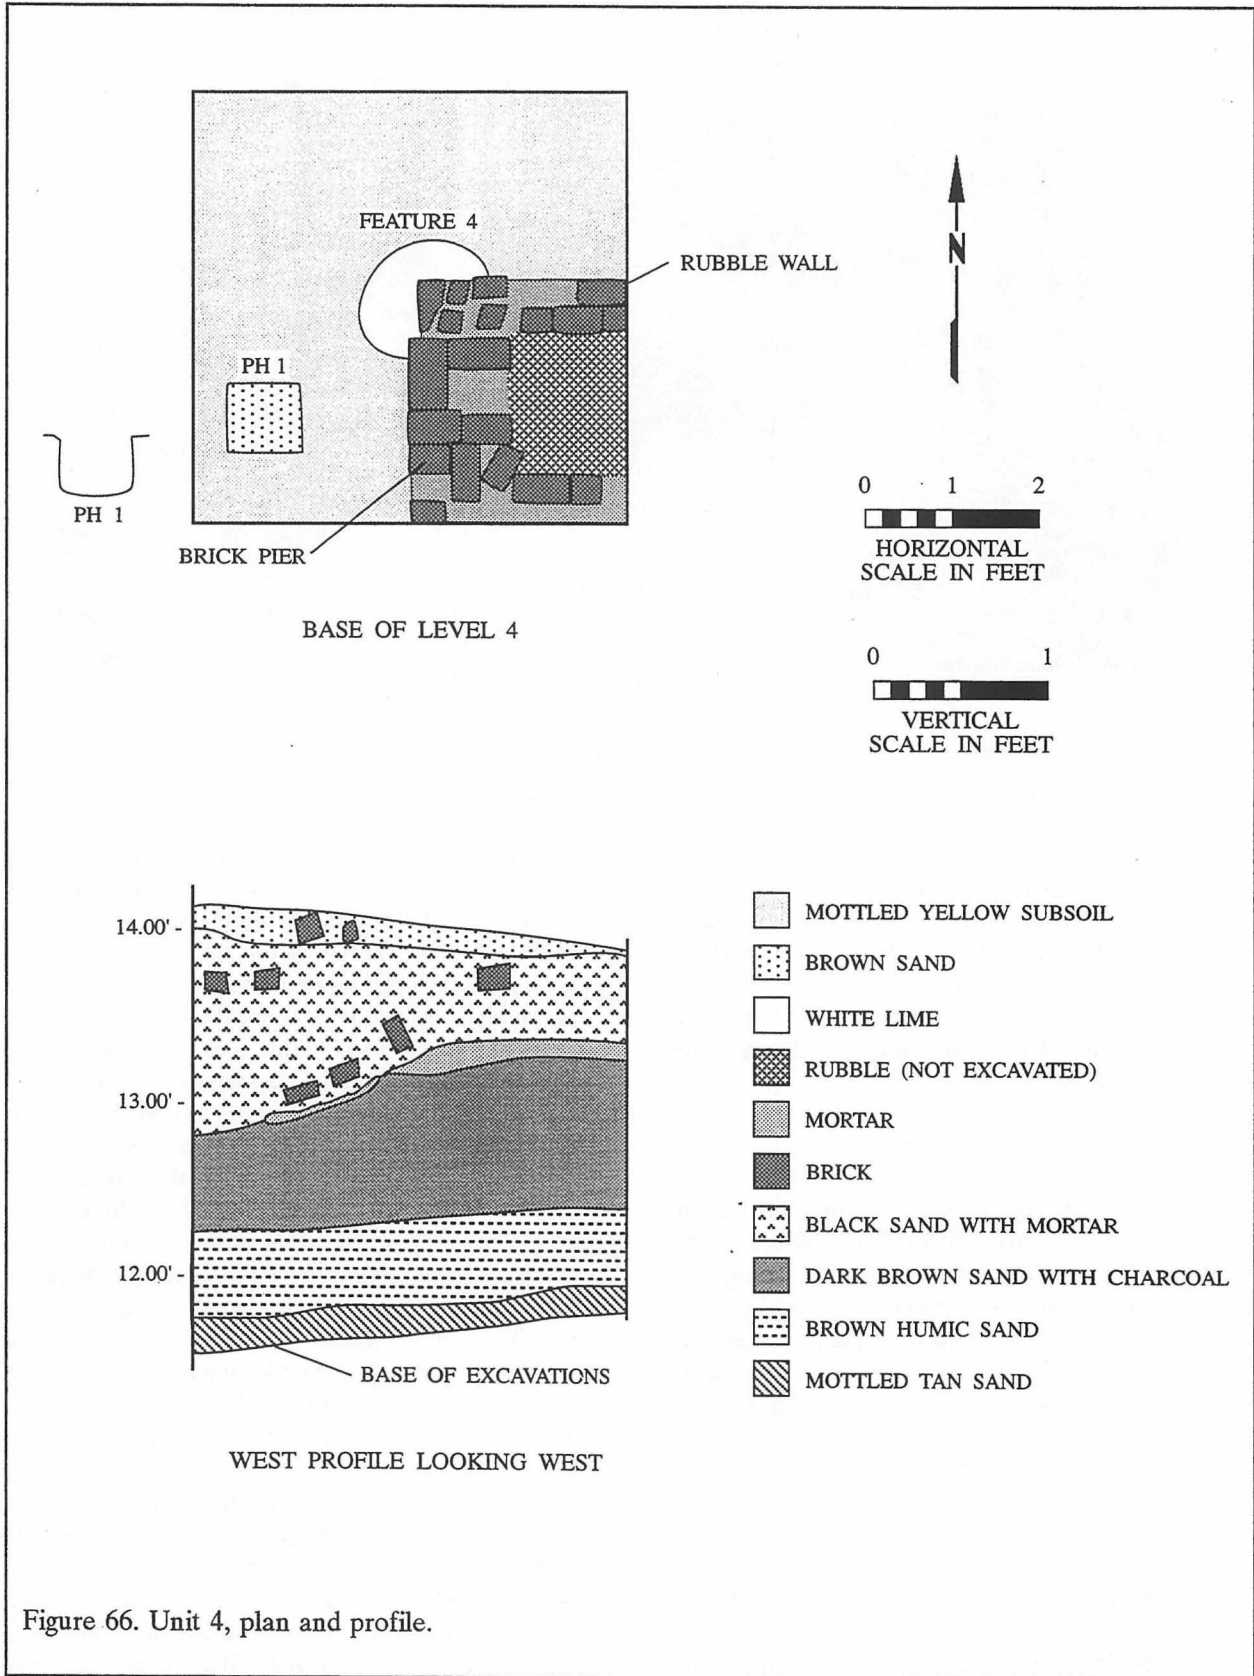 FEATURE 4
RUBBLE WALL
N
PH 1
PH 1
BRICK PIER
BASE OF LEVEL 4
0 1 2
HORIZONTAL
SCALE IN FEET
0 1
VERTICAL
SCALE IN FEET
14.00' -
13.00' -
12.00' -
BASE OF EXCAVATIONS
WEST PROFILE LOOKING WEST
MOTTLED YELLOW SUBSOIL
BROWN SAND
WHITE LIME
RUBBLE (NOT EXCAVATED)
MORTAR
BRICK
BLACK SAND WITH MORTAR
DARK BROWN SAND WITH CHARCOAL
BROWN HUMIC SAND
MOTTLED TAN SAND
Figure 66. Unit 4, plan and profile.